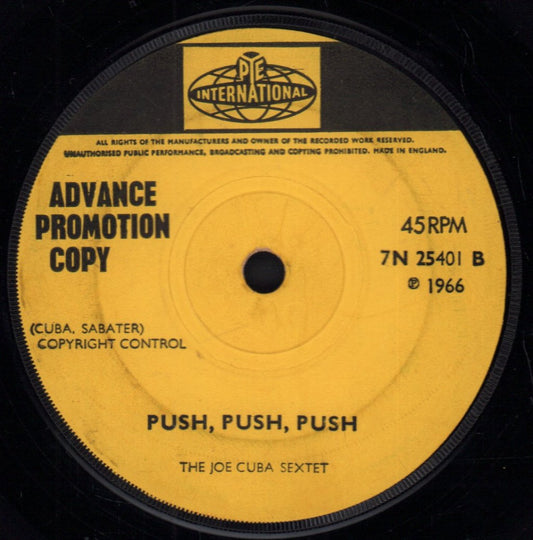 PYE
INTERNATIONAL
ALL RIGHTS OF THE MANUFACTURERS AND OWNER OF THE RECORDED WORK RESERVED.
UNAUTHORISED PUBLIC PERFORMANCE, BROADCASTING AND COPYING PROHIBITED. MADE IN ENGLAND.
ADVANCE
PROMOTION
COPY
45 RPM
7N 25401 B
℗ 1966
(CUBA, SABATER)
COPYRIGHT CONTROL
PUSH, PUSH, PUSH
THE JOE CUBA SEXTET